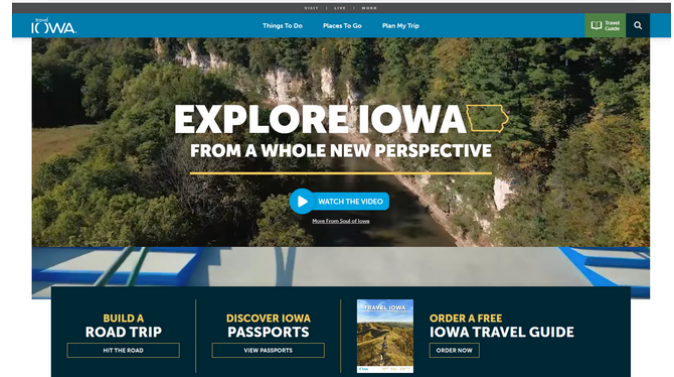 VISIT | LIVE | WORK
travel
IOWA
Things To Do Places To Go Plan My Trip
Travel
Guide
EXPLORE IOWA
FROM A WHOLE NEW PERSPECTIVE
WATCH THE VIDEO
More From Soul of Iowa
BUILD A
ROAD TRIP
HIT THE ROAD
DISCOVER IOWA
PASSPORTS
VIEW PASSPORTS
TRAVEL IOWA
ORDER A FREE
IOWA TRAVEL GUIDE
ORDER NOW